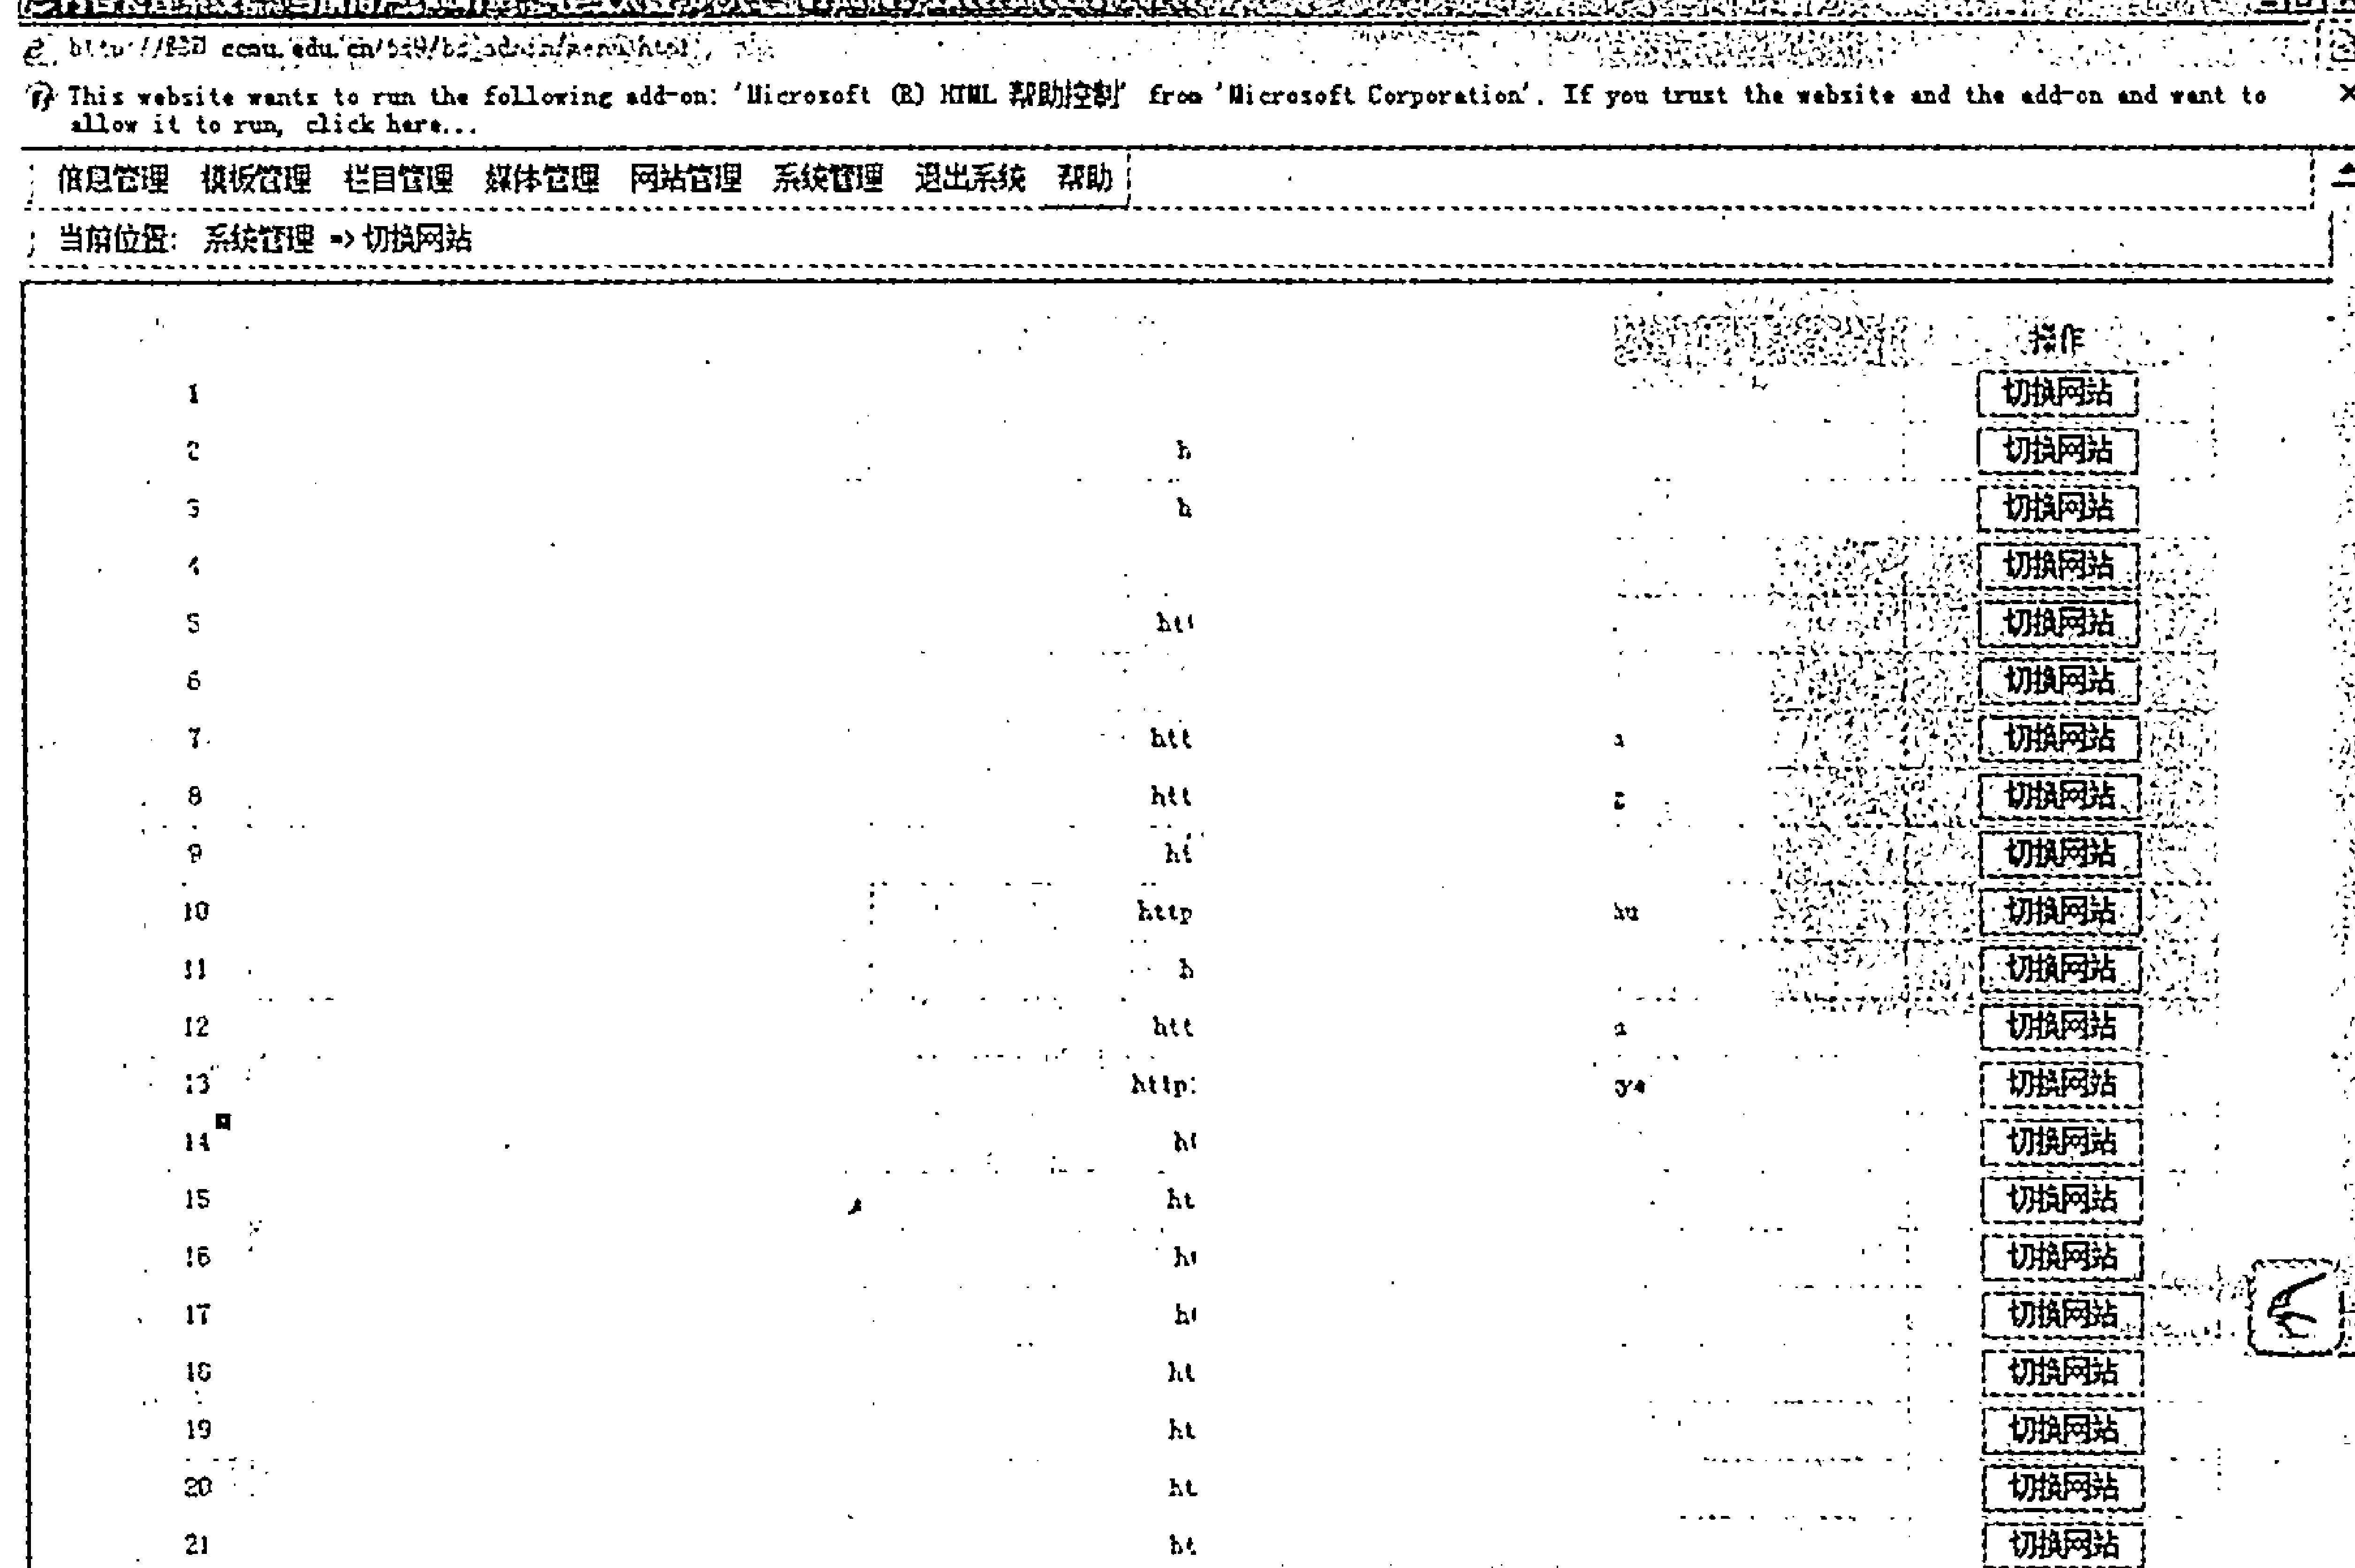 This website wants to run the following add-on: 'Microsoft (R) HTML 帮助控制' from 'Microsoft Corporation'. If you trust the website and the add-on and want to
allow it to run, click here...
信息管理 模板管理 栏目管理 媒体管理 网站管理 系统管理 退出系统 帮助
当前位置: 系统管理 => 切换网站
操作
1 切换网站
2 h 切换网站
3 h 切换网站
4 切换网站
5 htt 切换网站
6 切换网站
7 htt 切换网站
8 htt 切换网站
9 ht 切换网站
10 http hu 切换网站
11 h 切换网站
12 htt 切换网站
13 http: ye 切换网站
14 ht 切换网站
15 ht 切换网站
16 ht 切换网站
17 ht 切换网站
18 ht 切换网站
19 ht 切换网站
20 ht 切换网站
21 ht 切换网站